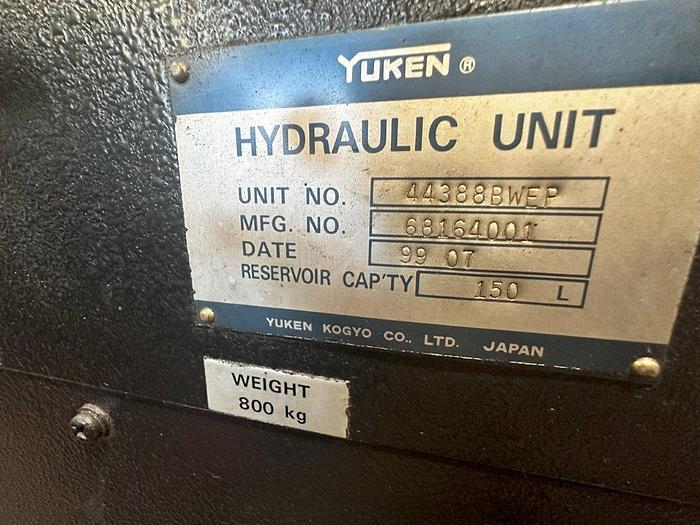 YUKEN ®
HYDRAULIC UNIT
UNIT NO. 44388BWEP
MFG. NO. 68164001
DATE 99 07
RESERVOIR CAP'TY 150 L
YUKEN KOGYO CO., LTD. JAPAN
WEIGHT
800 kg